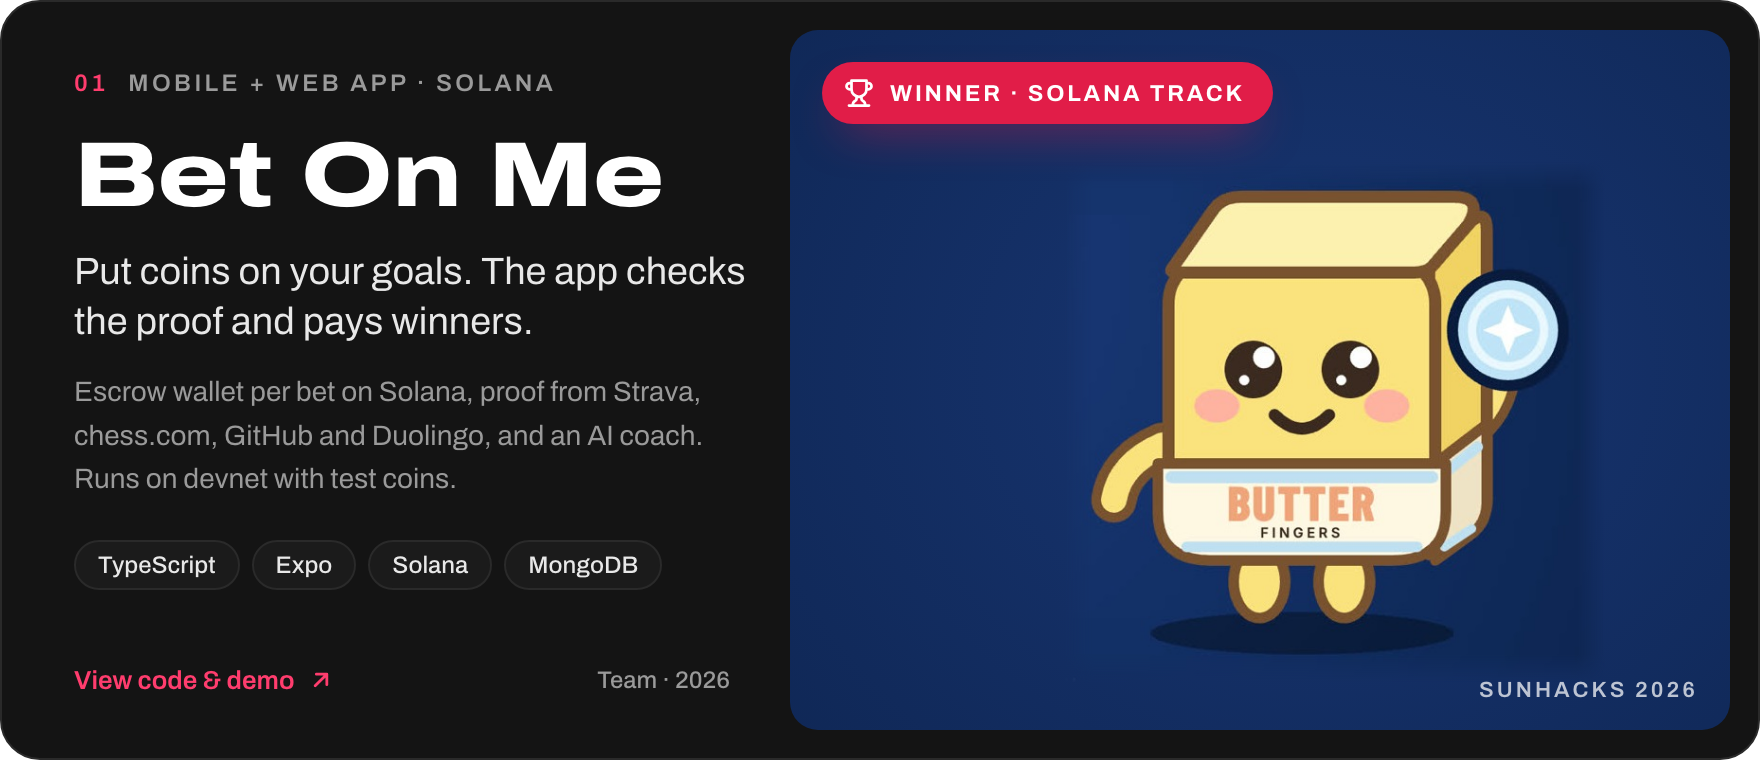 01 MOBILE + WEB APP · SOLANA
Bet On Me
Put coins on your goals. The app checks
the proof and pays winners.
Escrow wallet per bet on Solana, proof from Strava,
chess.com, GitHub and Duolingo, and an AI coach.
Runs on devnet with test coins.
TypeScript Expo Solana MongoDB
View code & demo ↗ Team · 2026
WINNER · SOLANA TRACK
BUTTER
FINGERS
SUNHACKS 2026